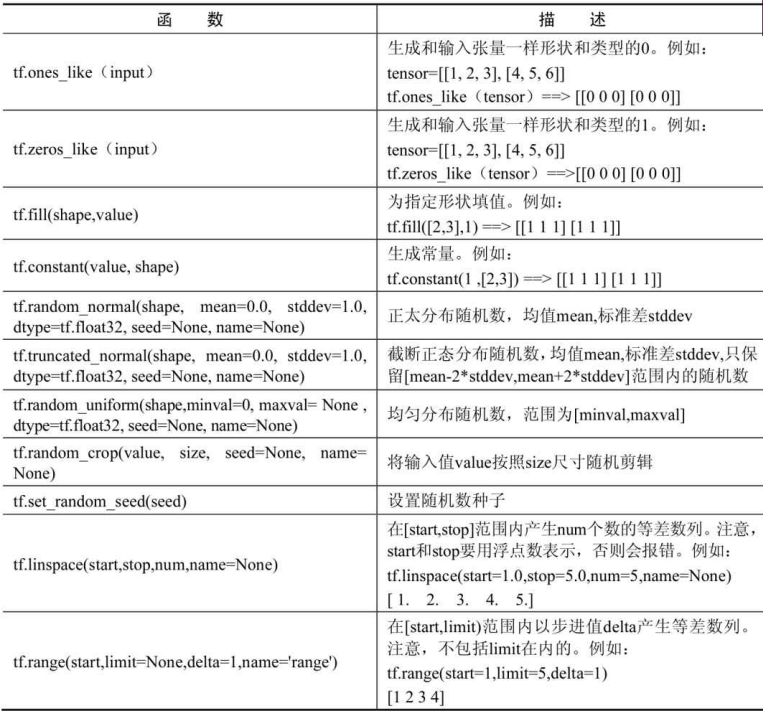 函 数 描 述
tf.ones_like（input）
生成和输入张量一样形状和类型的0。例如：
tensor=[[1, 2, 3], [4, 5, 6]]
tf.ones_like（tensor）==> [[0 0 0] [0 0 0]]
tf.zeros_like（input）
生成和输入张量一样形状和类型的1。例如：
tensor=[[1, 2, 3], [4, 5, 6]]
tf.zeros_like（tensor）==>[[0 0 0] [0 0 0]]
tf.fill(shape,value)
为指定形状填值。例如：
tf.fill([2,3],1) ==> [[1 1 1] [1 1 1]]
tf.constant(value, shape)
生成常量。例如：
tf.constant(1 ,[2,3]) ==> [[1 1 1] [1 1 1]]
tf.random_normal(shape, mean=0.0, stddev=1.0,
dtype=tf.float32, seed=None, name=None)
正太分布随机数，均值mean,标准差stddev
tf.truncated_normal(shape, mean=0.0, stddev=1.0,
dtype=tf.float32, seed=None, name=None)
截断正态分布随机数，均值mean,标准差stddev,只保
留[mean-2*stddev,mean+2*stddev]范围内的随机数
tf.random_uniform(shape,minval=0, maxval= None ,
dtype=tf.float32, seed=None, name=None)
均匀分布随机数，范围为[minval,maxval]
tf.random_crop(value, size, seed=None, name=
None)
将输入值value按照size尺寸随机剪辑
tf.set_random_seed(seed)
设置随机数种子
tf.linspace(start,stop,num,name=None)
在[start,stop]范围内产生num个数的等差数列。注意，
start和stop要用浮点数表示，否则会报错。例如：
tf.linspace(start=1.0,stop=5.0,num=5,name=None)
[ 1. 2. 3. 4. 5.]
tf.range(start,limit=None,delta=1,name='range')
在[start,limit)范围内以步进值delta产生等差数列。
注意，不包括limit在内的。例如：
tf.range(start=1,limit=5,delta=1)
[1 2 3 4]